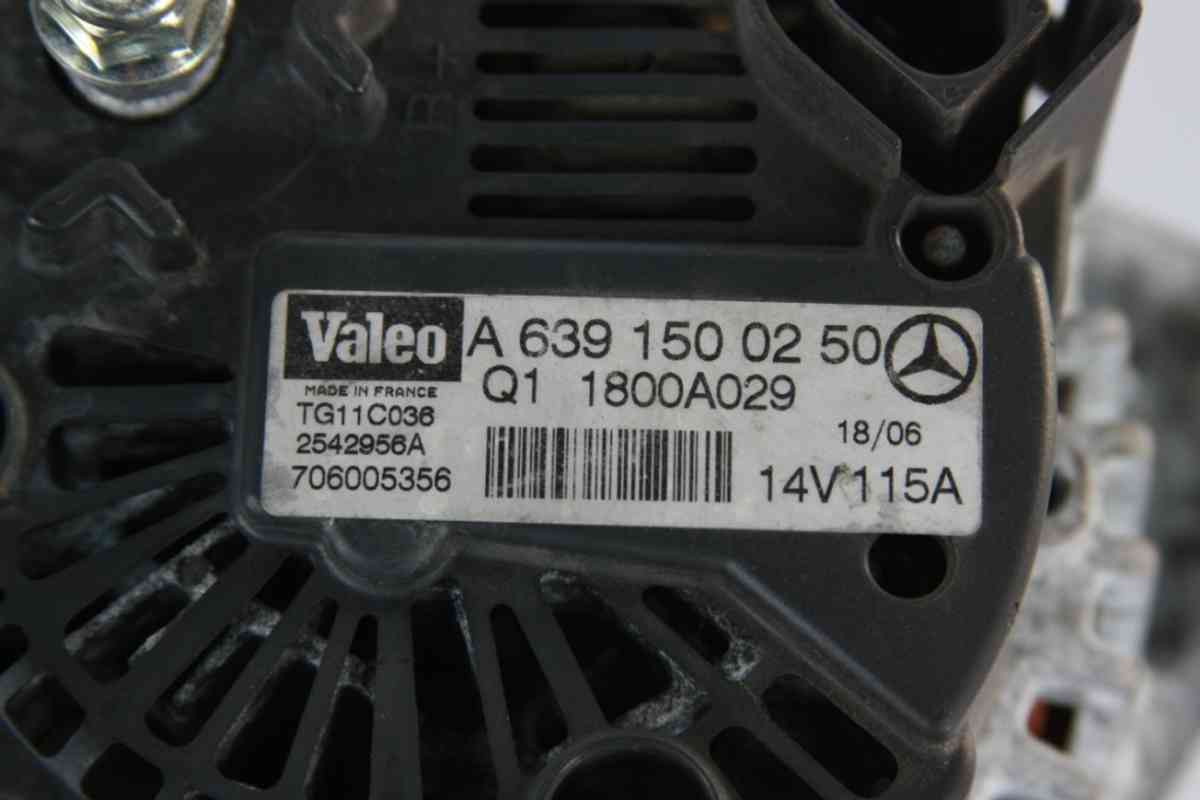 B+
Valeo
A 639 150 02 50
MADE IN FRANCE
Q1 1800A029
TG11C036
2542956A
18/06
706005356
14V 115A